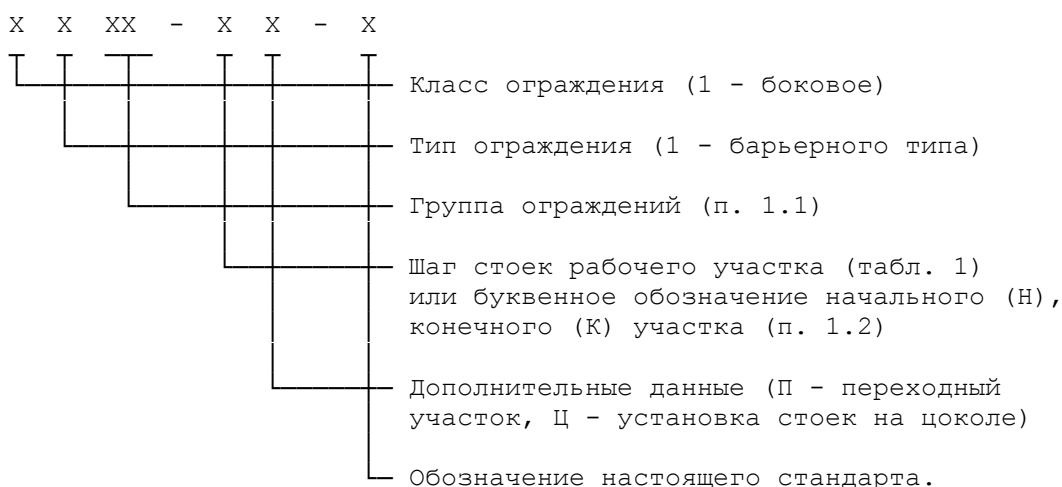 X X XX - X X - X
Класс ограждения (1 - боковое)
Тип ограждения (1 - барьерного типа)
Группа ограждений (п. 1.1)
Шаг стоек рабочего участка (табл. 1)
или буквенное обозначение начального (Н),
конечного (К) участка (п. 1.2)
Дополнительные данные (П - переходный
участок, Ц - установка стоек на цоколе)
Обозначение настоящего стандарта.